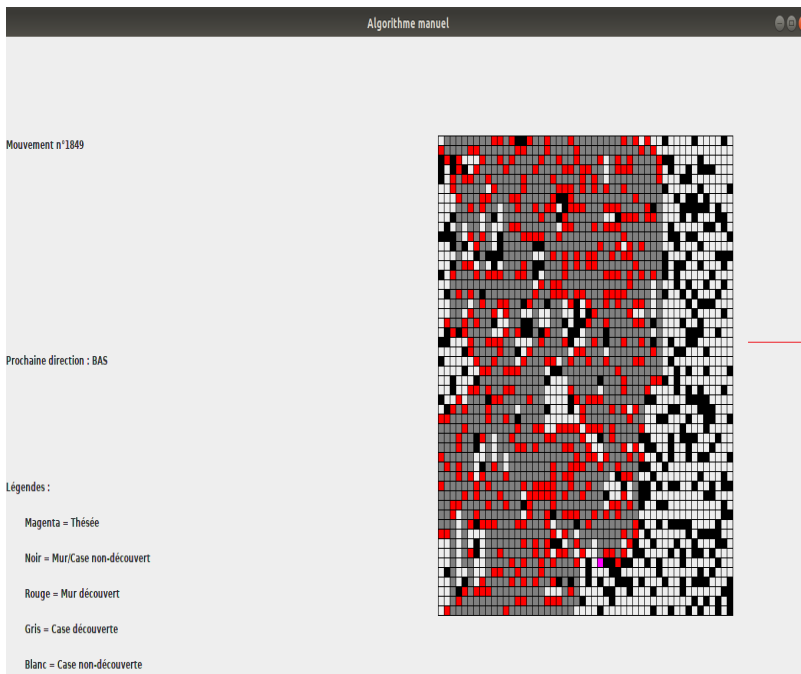 Algorithme manuel
Mouvement n°1849
Prochaine direction : BAS
Légendes :
Magenta = Thésée
Noir = Mur/Case non-découvert
Rouge = Mur découvert
Gris = Case découverte
Blanc = Case non-découverte